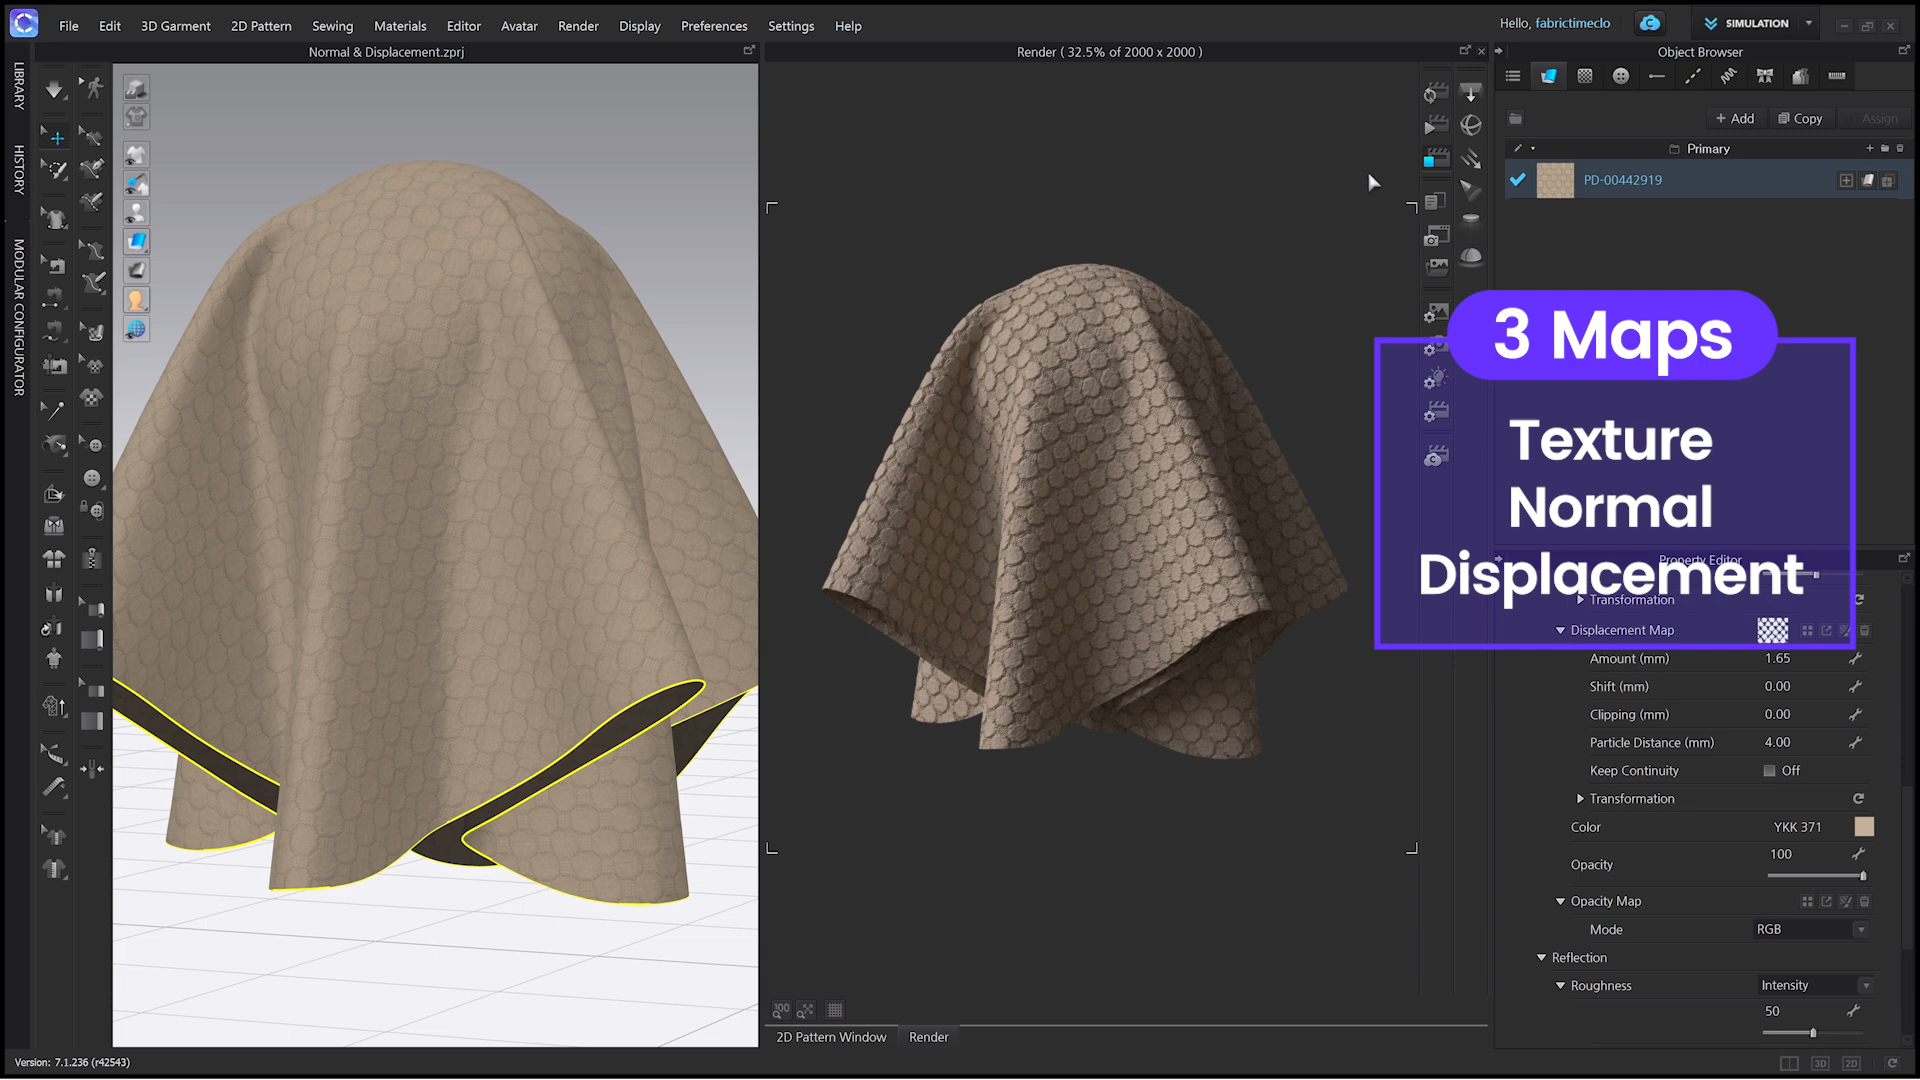 File Edit 3D Garment 2D Pattern Sewing Materials Editor Avatar Render Display Preferences Settings Help
Hello, fabrictimeclo
SIMULATION
Normal & Displacement.zprj
Render ( 32.5% of 2000 x 2000 )
Object Browser
LIBRARY
HISTORY
MODULAR CONFIGURATOR
+ Add
Copy
Assign
Primary
PD-00442919
3 Maps
Texture
Normal
Displacement
Property Editor
Transformation
Displacement Map
Amount (mm) 1.65
Shift (mm) 0.00
Clipping (mm) 0.00
Particle Distance (mm) 4.00
Keep Continuity Off
Transformation
Color YKK 371
Opacity 100
Opacity Map
Mode RGB
Reflection
Roughness Intensity
50
100
2D Pattern Window Render
Version: 7.1.236 (r42543)
3D 2D